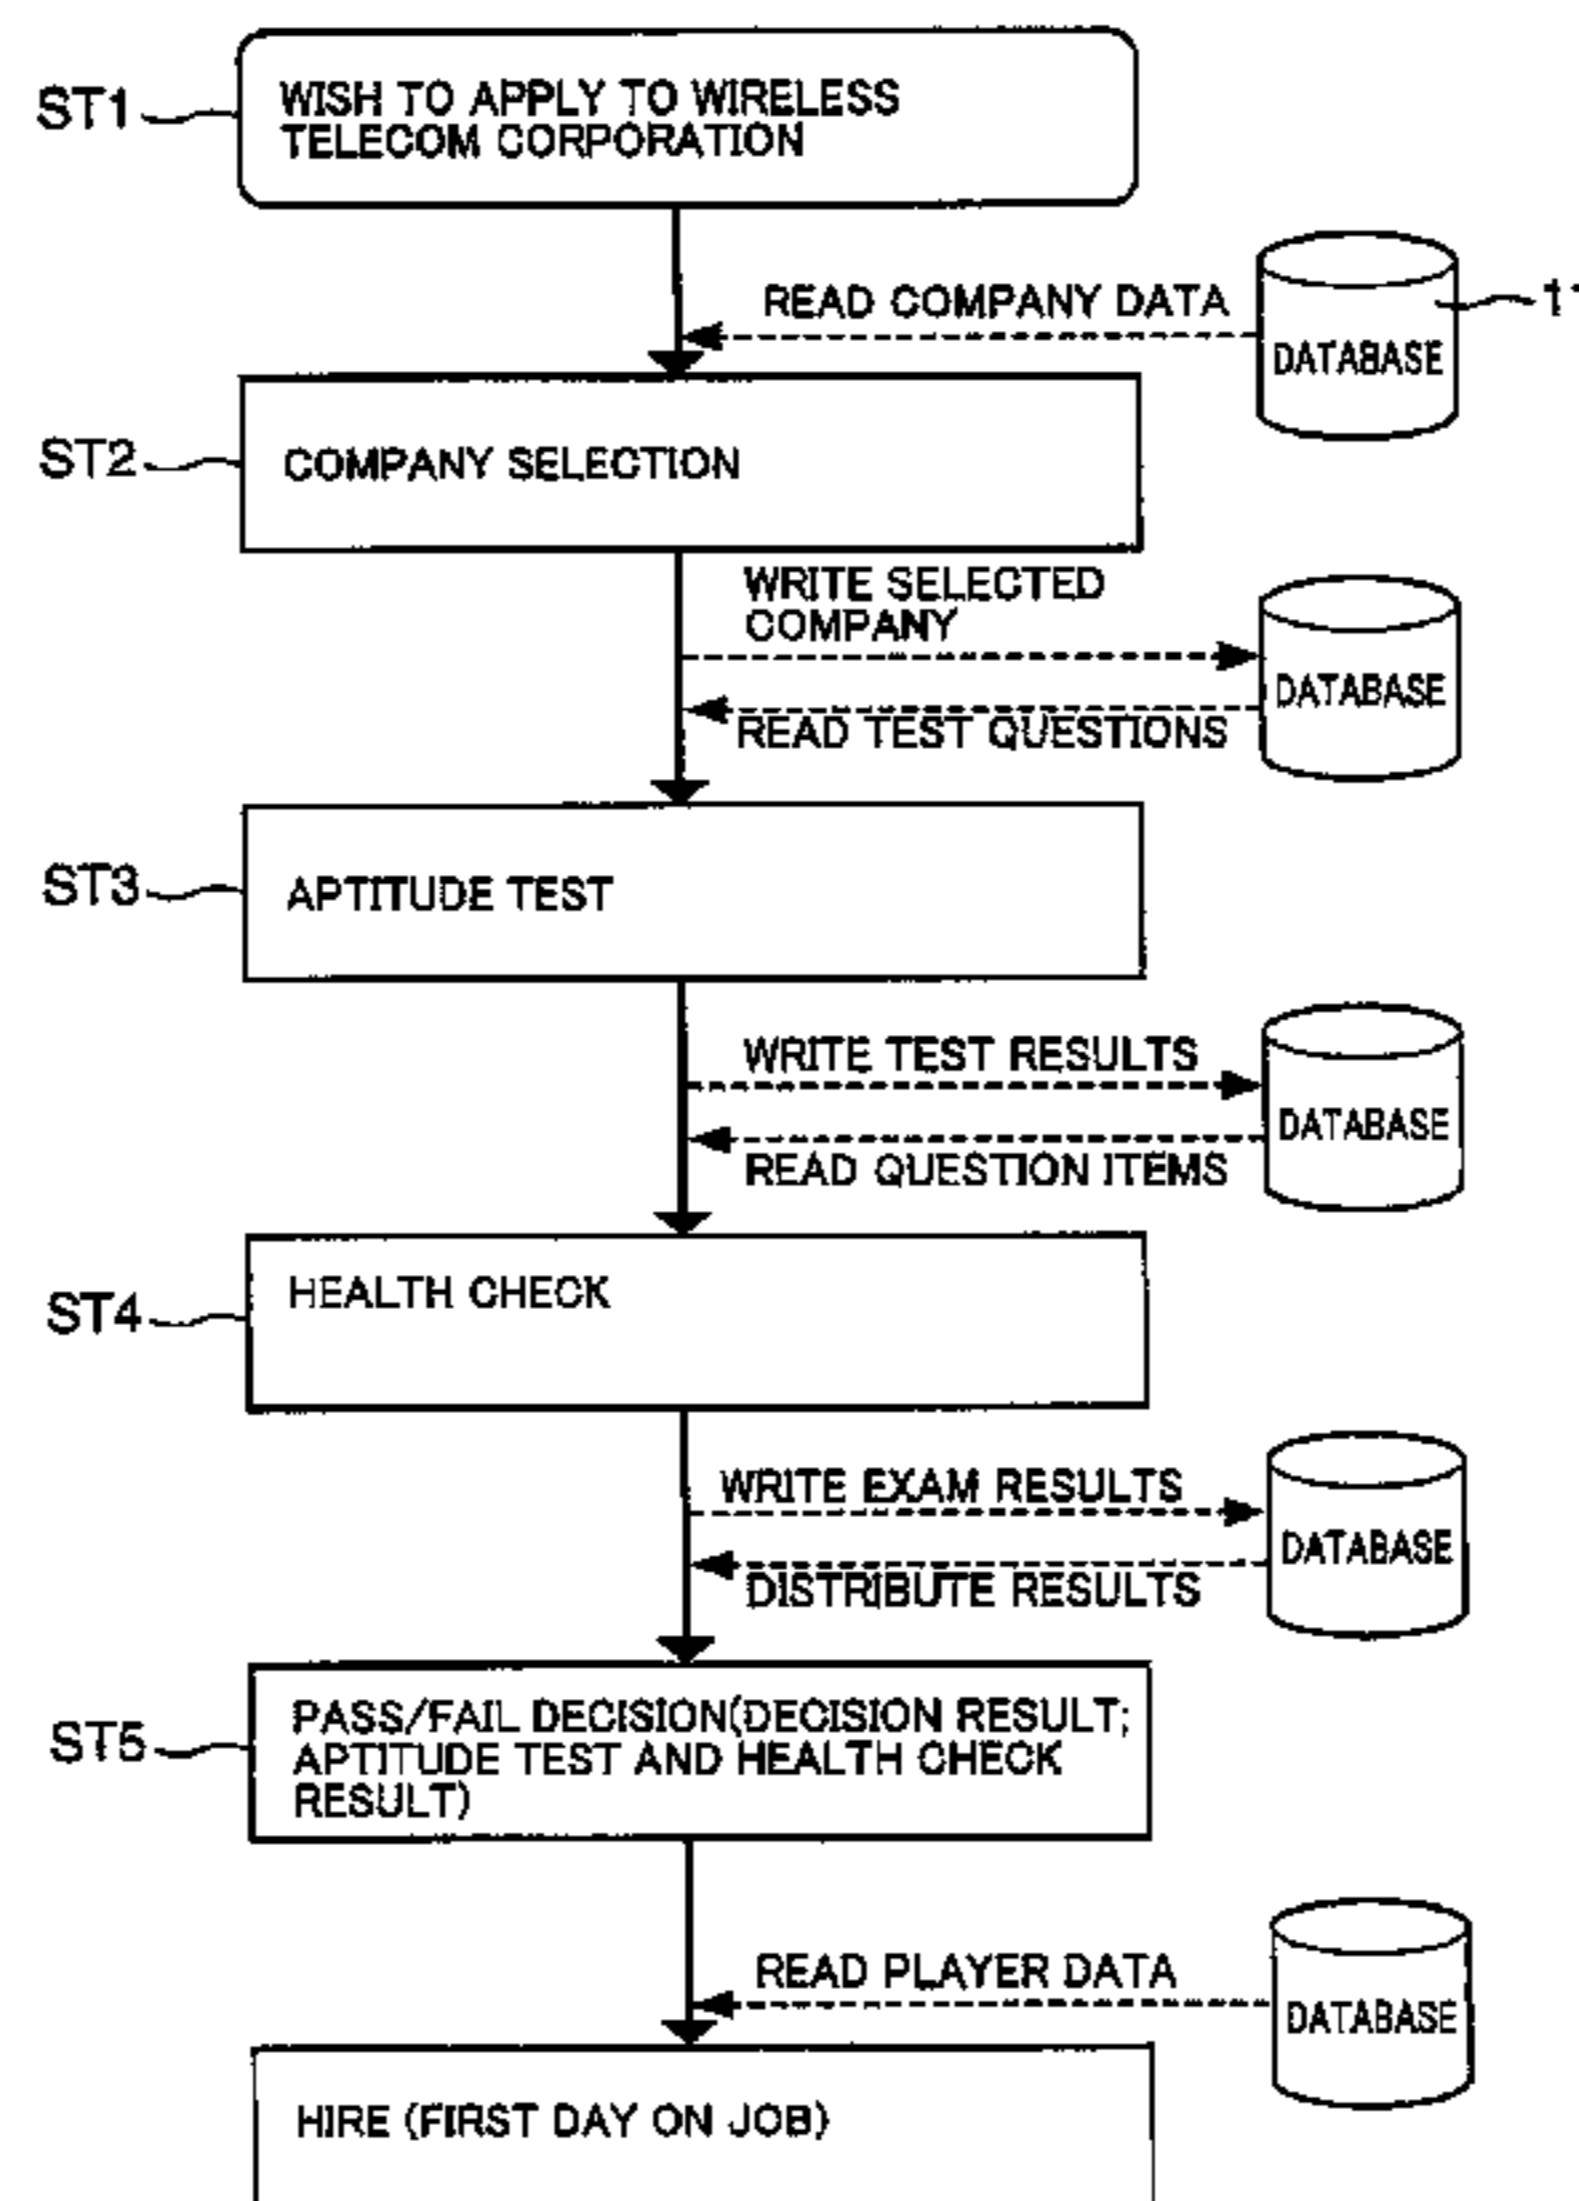 ST1
WISH TO APPLY TO WIRELESS
TELECOM CORPORATION
READ COMPANY DATA
DATABASE
ST2
COMPANY SELECTION
WRITE SELECTED
COMPANY
DATABASE
READ TEST QUESTIONS
ST3
APTITUDE TEST
WRITE TEST RESULTS
DATABASE
READ QUESTION ITEMS
ST4
HEALTH CHECK
WRITE EXAM RESULTS
DATABASE
DISTRIBUTE RESULTS
ST5
PASS/FAIL DECISION(DECISION RESULT;
APTITUDE TEST AND HEALTH CHECK
RESULT)
READ PLAYER DATA
DATABASE
HIRE (FIRST DAY ON JOB)